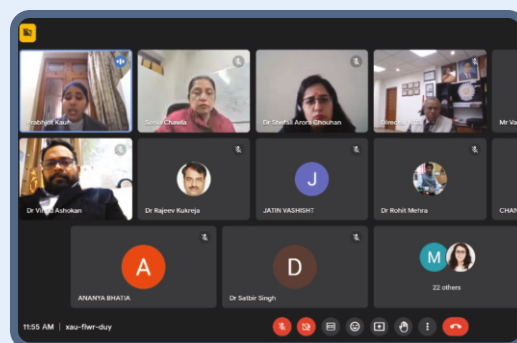 Prabhjot Kaur
Sonia Chawla
Dr Shefali Arora Chouhan
Director
Mr Va
Dr Vinod Ashokan
Dr Rajeev Kukreja
J
JATIN VASHISHT
Dr Rohit Mehra
CHAN
A
ANANYA BHATIA
D
Dr Satbir Singh
M
22 others
11:55 AM | xau-fiwr-duy